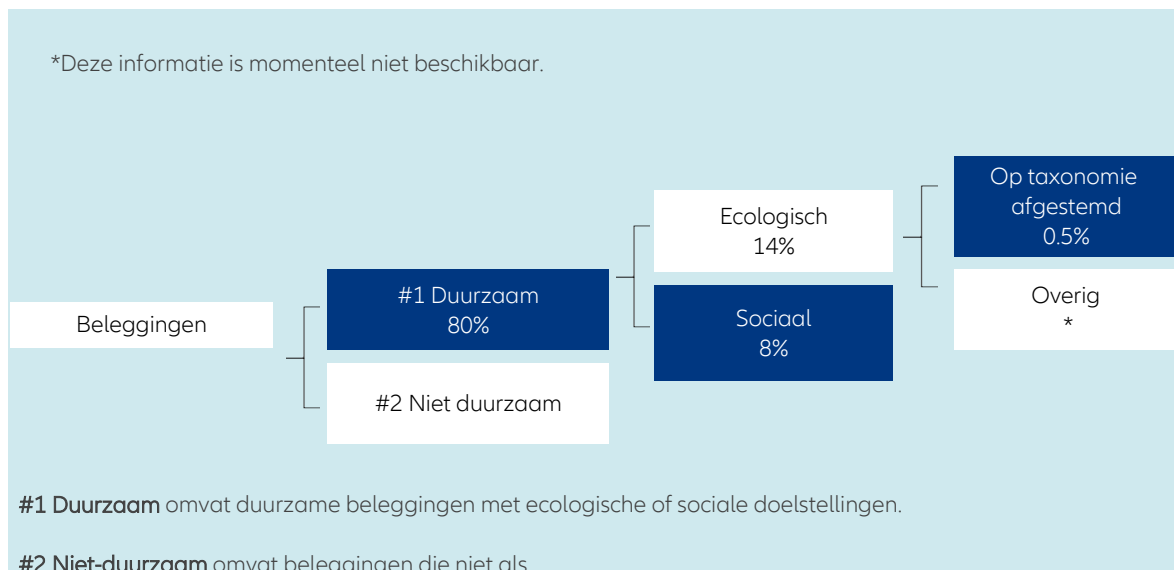 *Deze informatie is momenteel niet beschikbaar.
Beleggingen
#1 Duurzaam
80%
#2 Niet duurzaam
Ecologisch
14%
Sociaal
8%
Op taxonomie
afgestemd
0.5%
Overig
*
#1 Duurzaam omvat duurzame beleggingen met ecologische of sociale doelstellingen.
#2 Niet-duurzaam omvat beleggingen die niet als